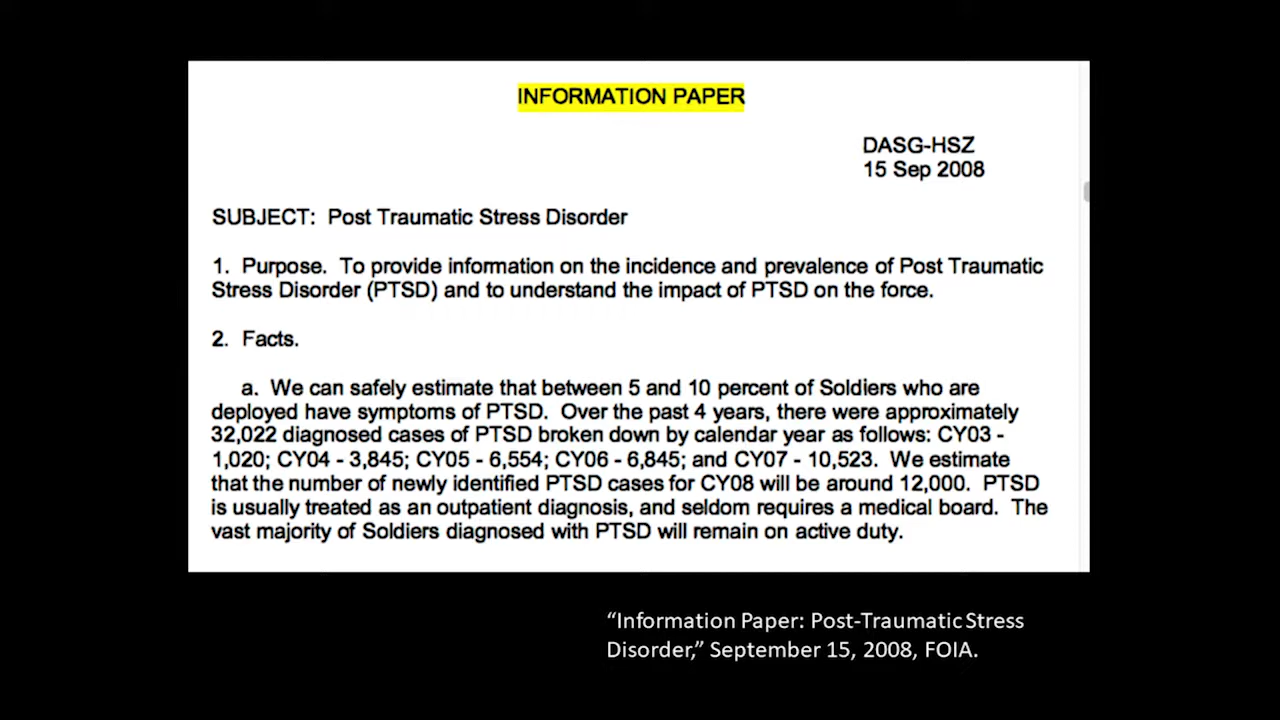 INFORMATION PAPER
DASG-HSZ
15 Sep 2008
SUBJECT: Post Traumatic Stress Disorder
1. Purpose. To provide information on the incidence and prevalence of Post Traumatic
Stress Disorder (PTSD) and to understand the impact of PTSD on the force.
2. Facts.
a. We can safely estimate that between 5 and 10 percent of Soldiers who are
deployed have symptoms of PTSD. Over the past 4 years, there were approximately
32,022 diagnosed cases of PTSD broken down by calendar year as follows: CY03 -
1,020; CY04 - 3,845; CY05 - 6,554; CY06 - 6,845; and CY07 - 10,523. We estimate
that the number of newly identified PTSD cases for CY08 will be around 12,000. PTSD
is usually treated as an outpatient diagnosis, and seldom requires a medical board. The
vast majority of Soldiers diagnosed with PTSD will remain on active duty.
“Information Paper: Post-Traumatic Stress
Disorder,” September 15, 2008, FOIA.